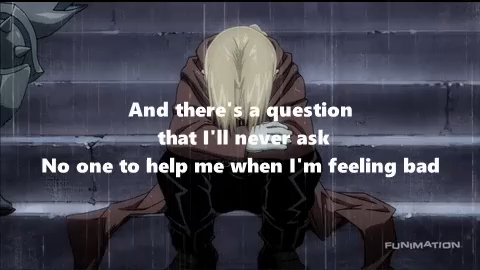 And there's a question
that I'll never ask
No one to help me when I'm feeling bad
FUNIMATION